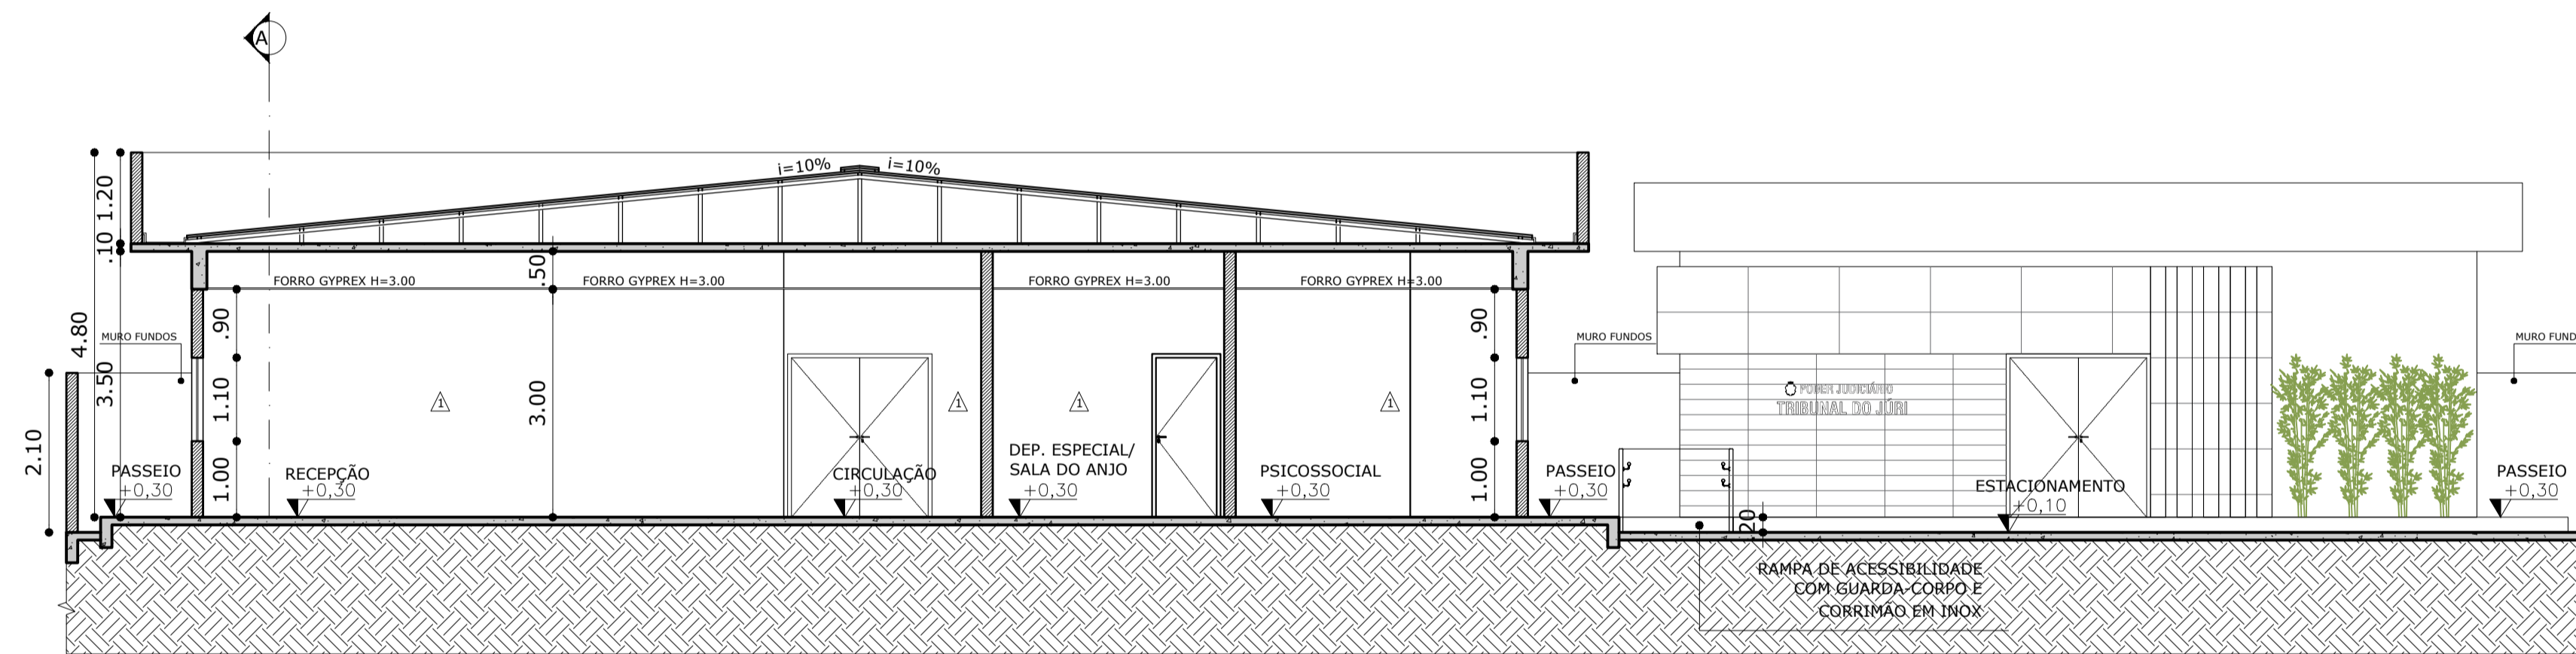 A
i=10%
i=10%
1.20
.10
4.80
3.50
2.10
MURO FUNDOS
FORRO GYPREX H=3.00
.50
FORRO GYPREX H=3.00
FORRO GYPREX H=3.00
FORRO GYPREX H=3.00
.90
1.10
1.00
3.00
.90
1.10
1.00
1
1
1
1
PASSEIO
+0,30
RECEPÇÃO
+0,30
CIRCULAÇÃO
+0,30
DEP. ESPECIAL/
SALA DO ANJO
+0,30
PSICOSSOCIAL
+0,30
PASSEIO
+0,30
MURO FUNDOS
PODER JUDICIÁRIO
TRIBUNAL DO JÚRI
ESTACIONAMENTO
+0,10
.20
MURO FUND
PASSEIO
+0,30
RAMPA DE ACESSIBILIDADE
COM GUARDA-CORPO E
CORRIMÃO EM INOX